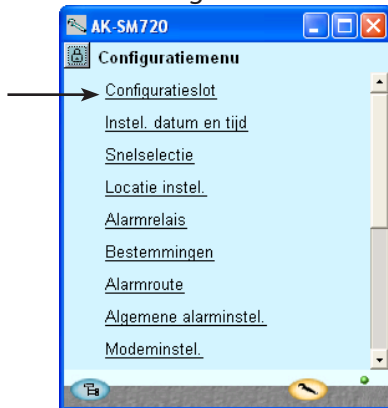 AK-SM720
Configuratiemenu
Configuratieslot
Instel. datum en tijd
Snelselectie
Locatie instel.
Alarmrelais
Bestemmingen
Alarmroute
Algemene alarminstel.
Modeminstel.